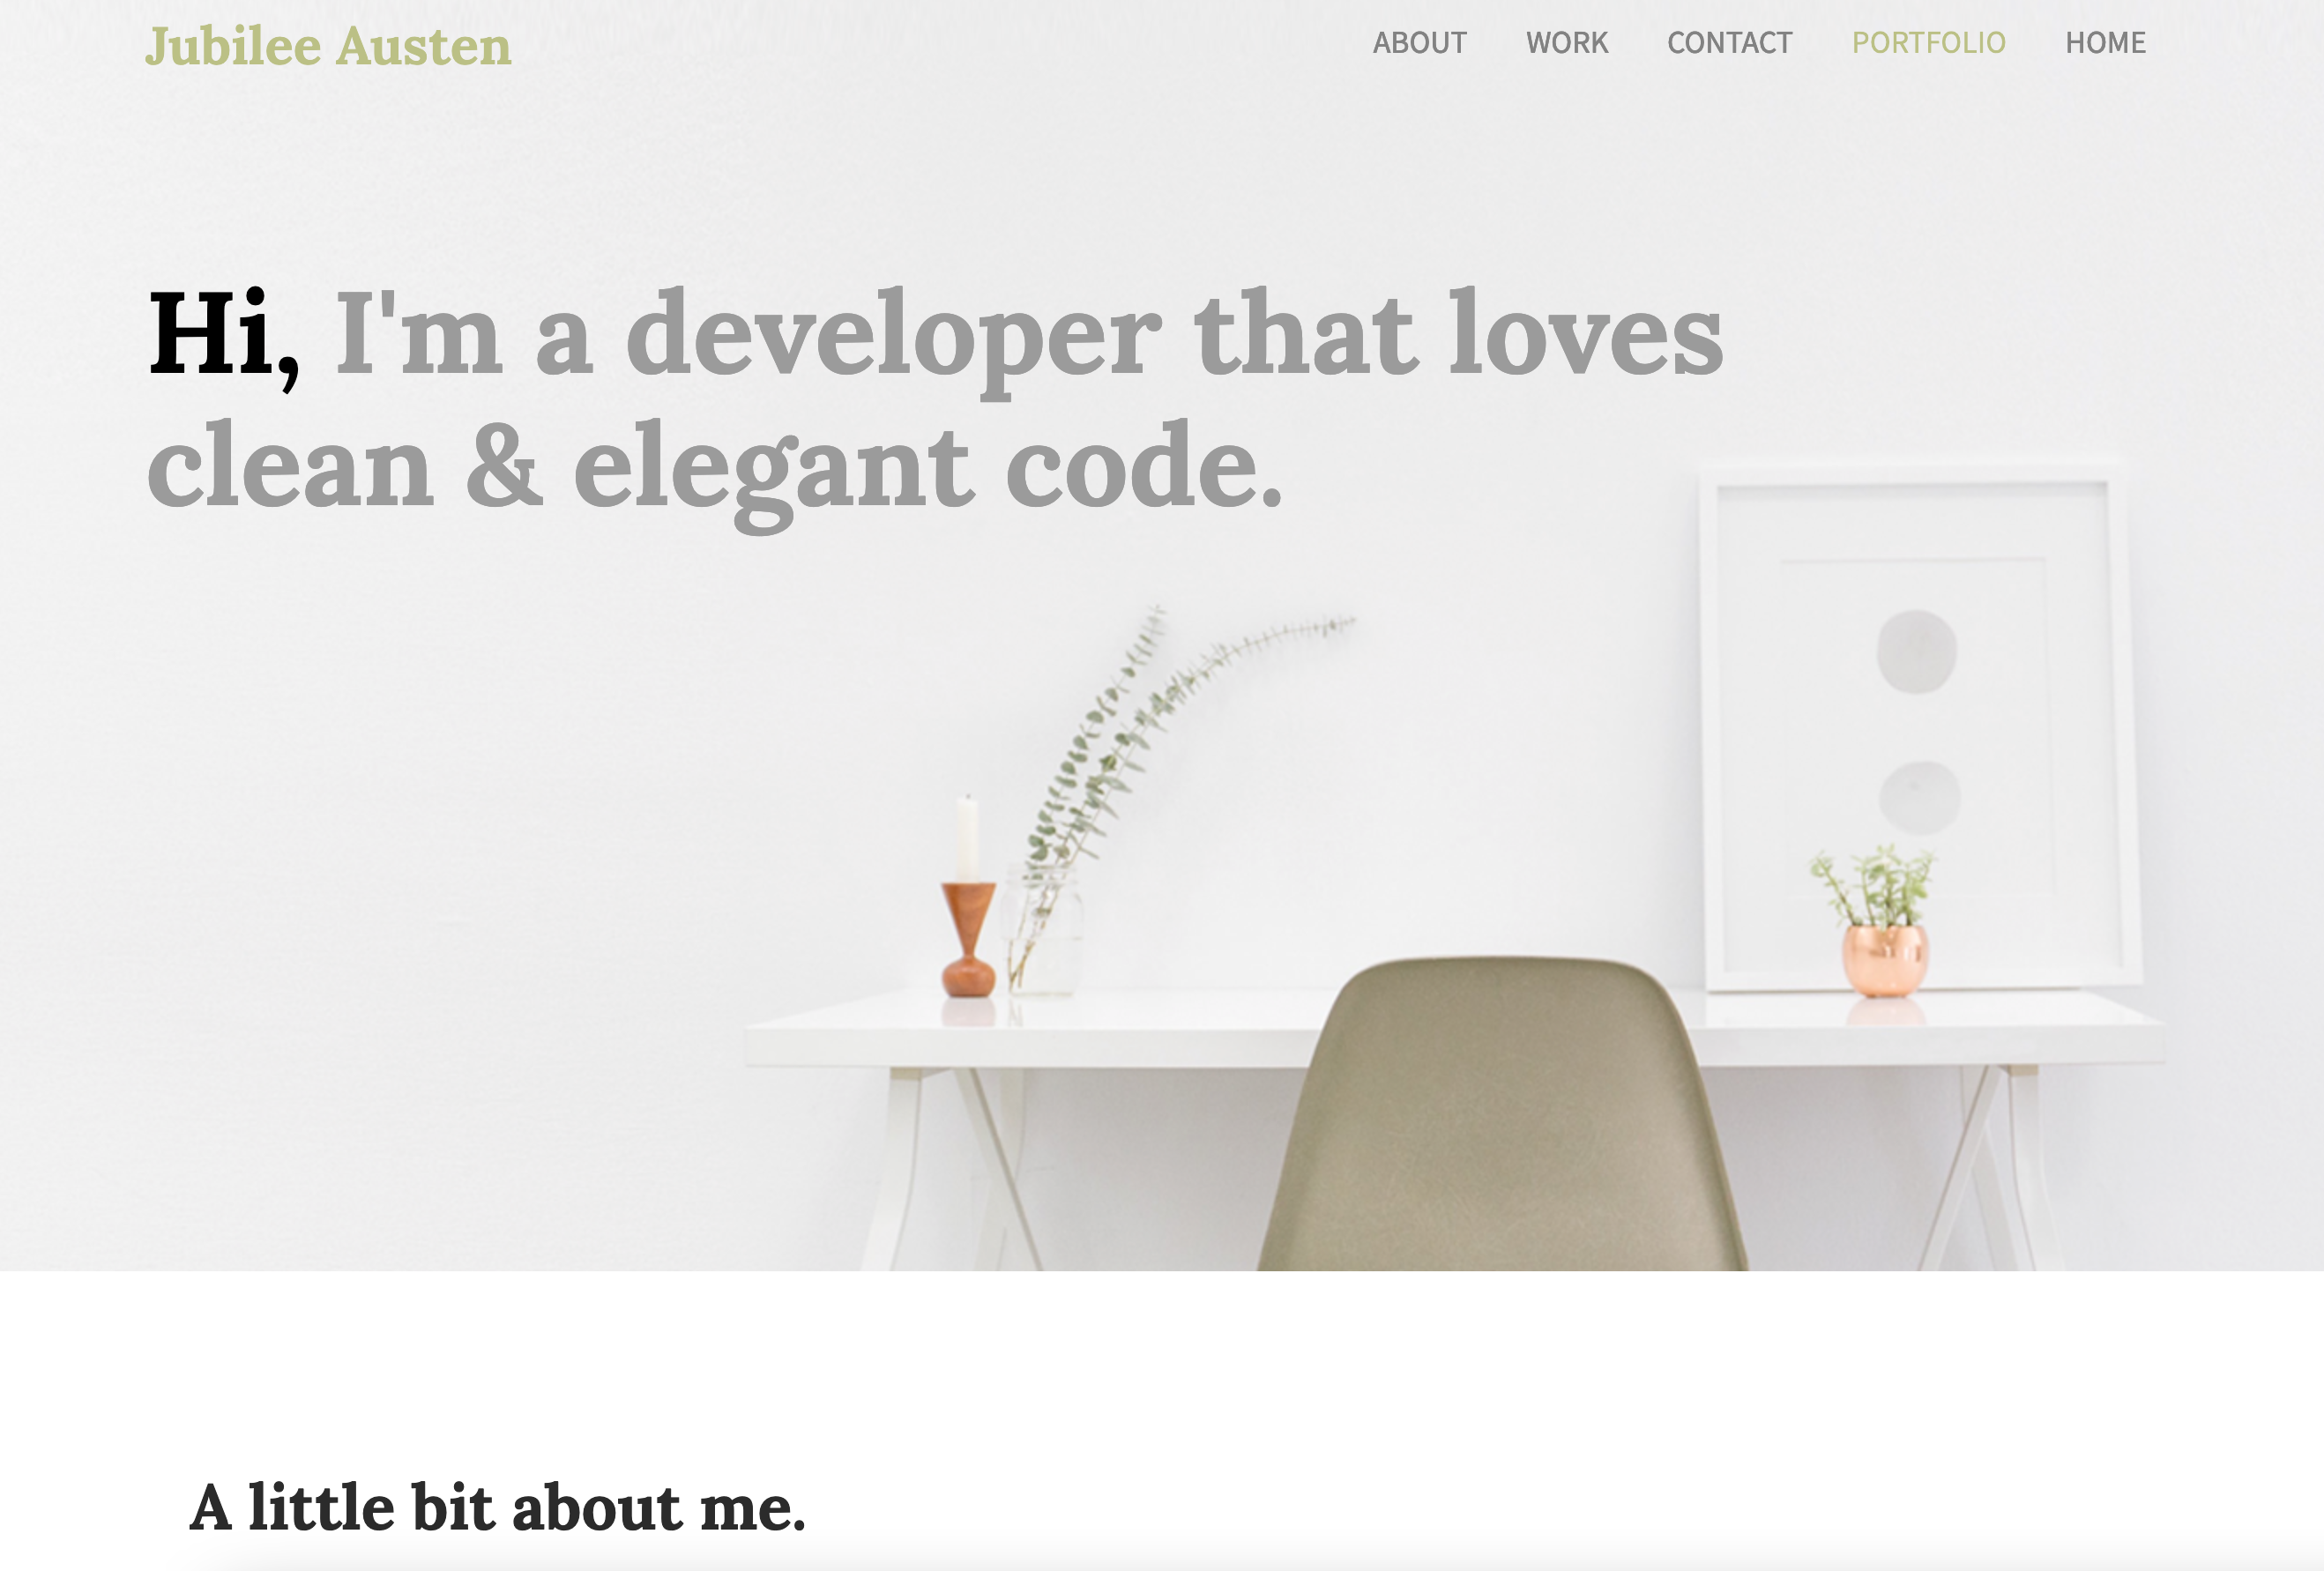 Jubilee Austen
ABOUT WORK CONTACT PORTFOLIO HOME
Hi, I'm a developer that loves
clean & elegant code.
A little bit about me.